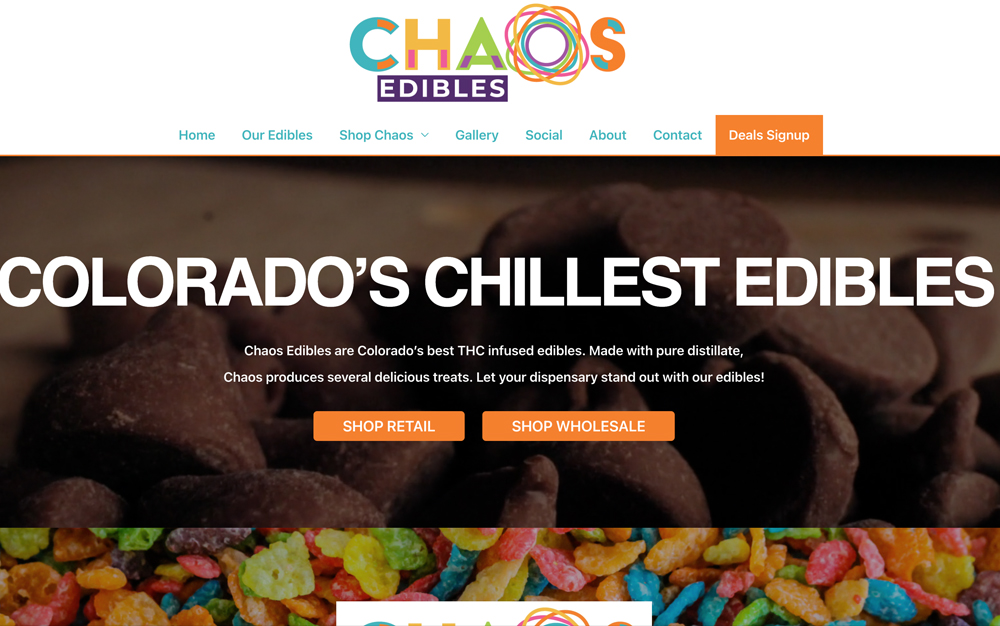 CHAOS
EDIBLES
Home Our Edibles Shop Chaos Gallery Social About Contact Deals Signup
COLORADO’S CHILLEST EDIBLES
Chaos Edibles are Colorado’s best THC infused edibles. Made with pure distillate,
Chaos produces several delicious treats. Let your dispensary stand out with our edibles!
SHOP RETAIL SHOP WHOLESALE